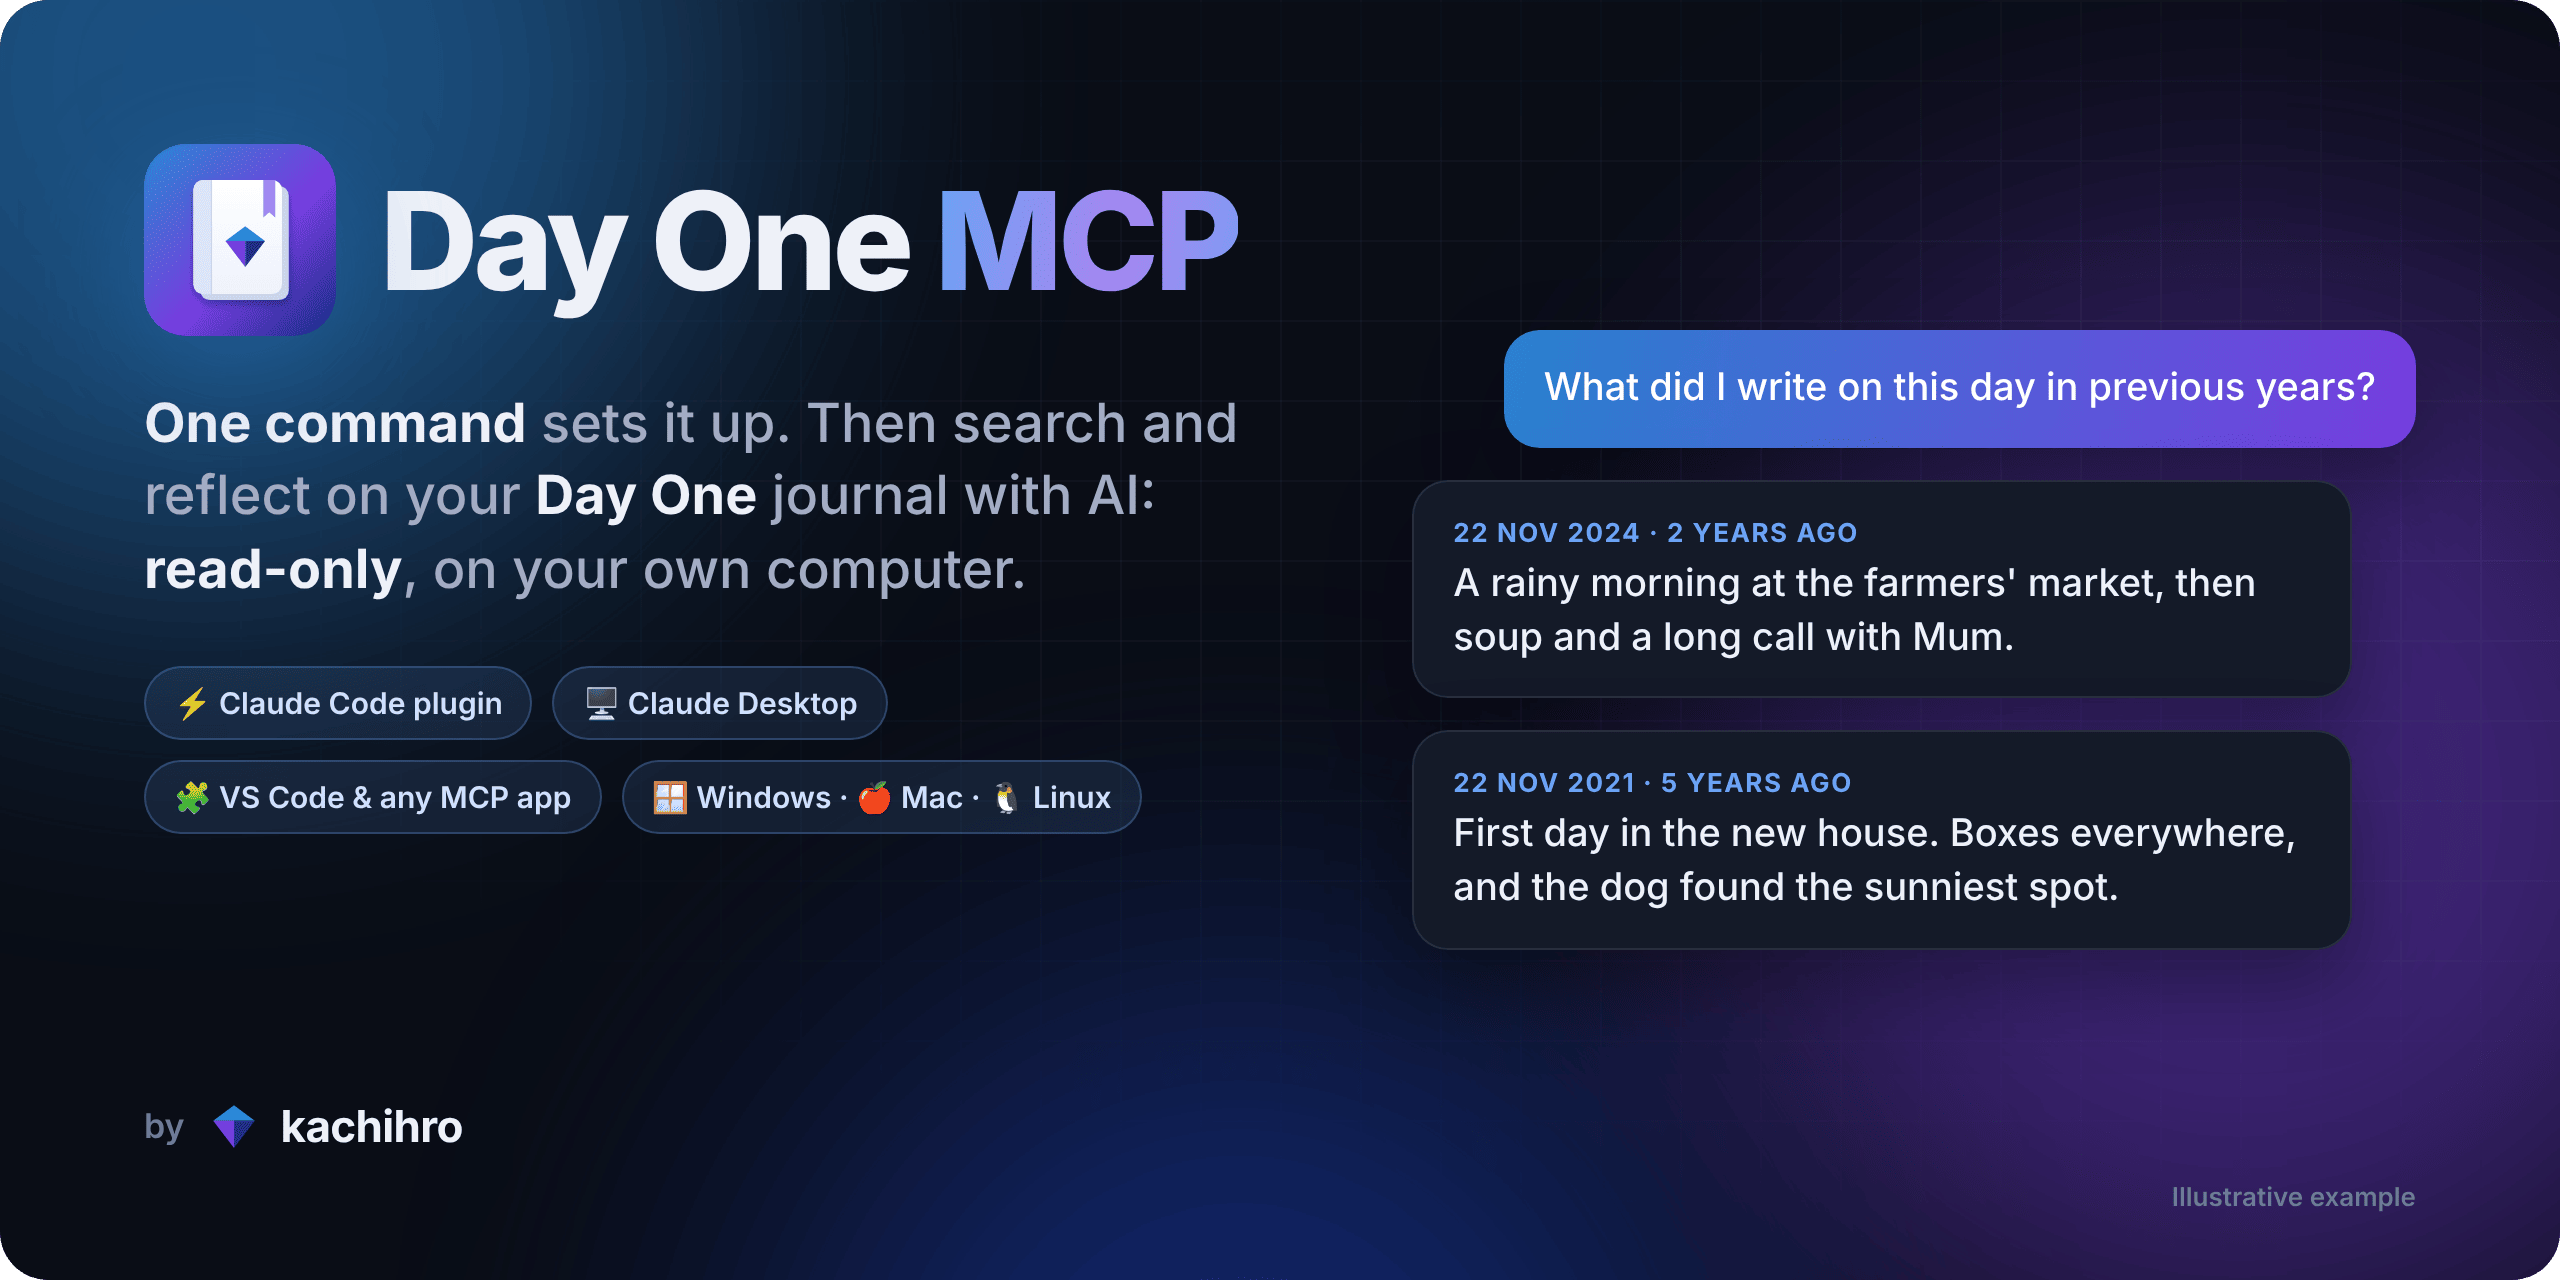 Day One MCP
One command sets it up. Then search and
reflect on your Day One journal with AI:
read-only, on your own computer.
⚡ Claude Code plugin
🖥️ Claude Desktop
🧩 VS Code & any MCP app
🪟 Windows · 🍎 Mac · 🐧 Linux
by kachihro
What did I write on this day in previous years?
22 NOV 2024 · 2 YEARS AGO
A rainy morning at the farmers' market, then
soup and a long call with Mum.
22 NOV 2021 · 5 YEARS AGO
First day in the new house. Boxes everywhere,
and the dog found the sunniest spot.
Illustrative example